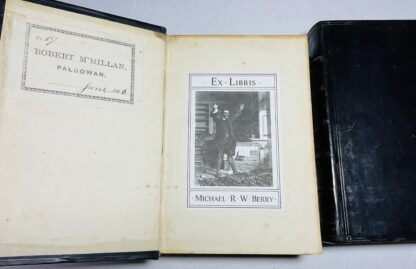 ROBERT M'MILLAN,
PALGOWAN.
EX-LIBRIS
MICHAEL R W BERRY